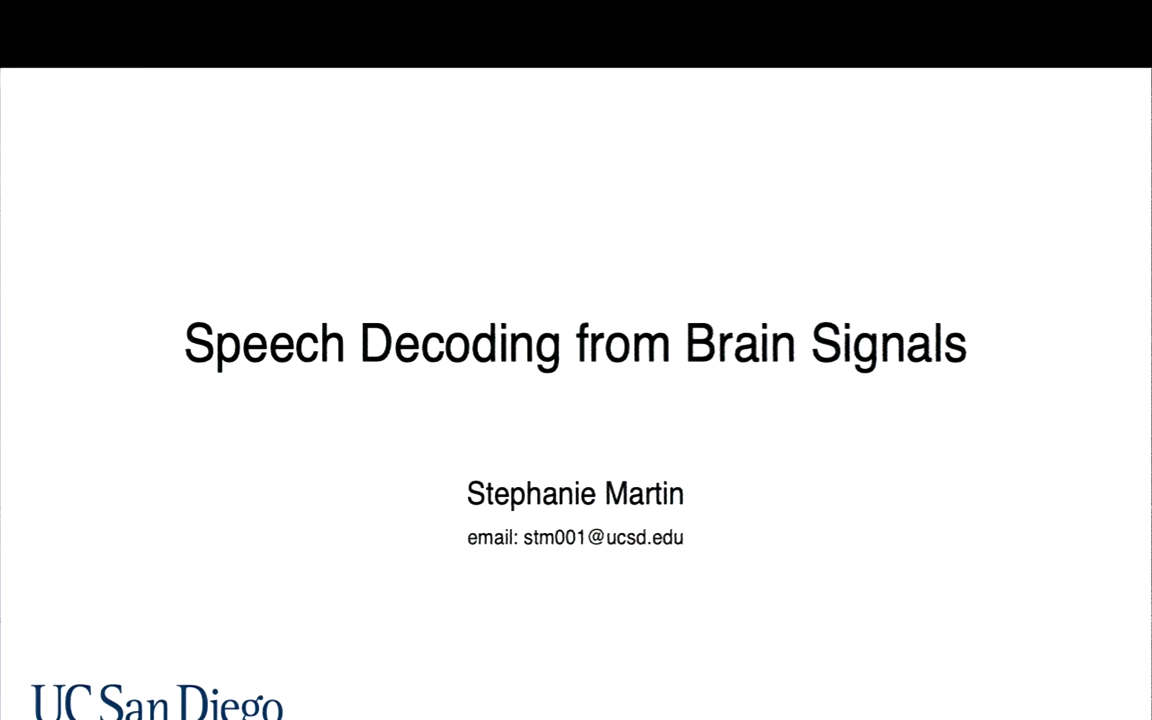 Speech Decoding from Brain Signals
Stephanie Martin
email: stm001@ucsd.edu
UC San Diego